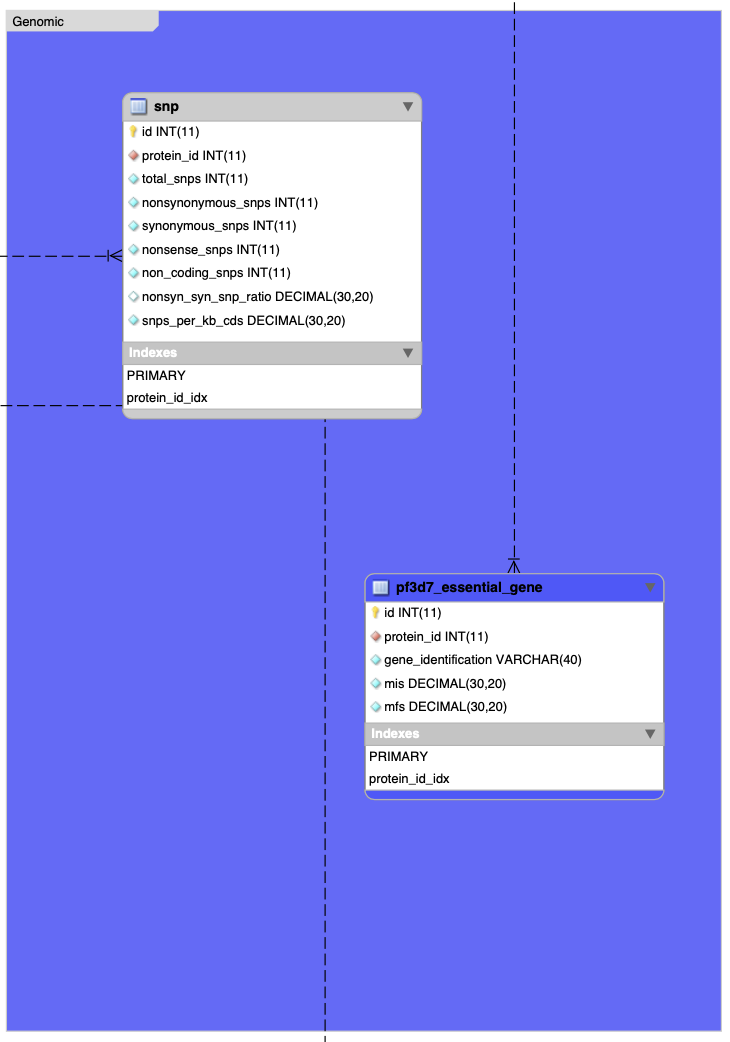 Genomic
snp
id INT(11)
protein_id INT(11)
total_snps INT(11)
nonsynonymous_snps INT(11)
synonymous_snps INT(11)
nonsense_snps INT(11)
non_coding_snps INT(11)
nonsyn_syn_snp_ratio DECIMAL(30,20)
snps_per_kb_cds DECIMAL(30,20)
Indexes
PRIMARY
protein_id_idx
pf3d7_essential_gene
id INT(11)
protein_id INT(11)
gene_identification VARCHAR(40)
mis DECIMAL(30,20)
mfs DECIMAL(30,20)
Indexes
PRIMARY
protein_id_idx